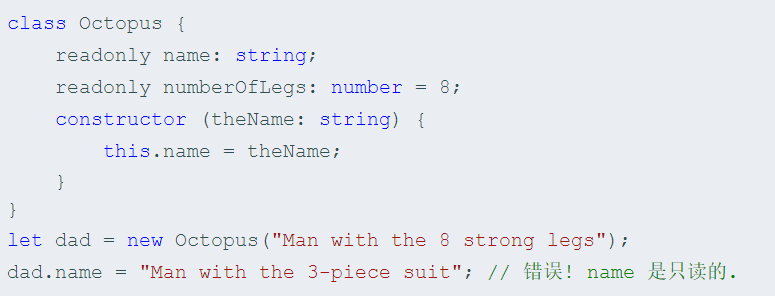 class Octopus {
    readonly name: string;
    readonly numberOfLegs: number = 8;
    constructor (theName: string) {
        this.name = theName;
    }
}
let dad = new Octopus("Man with the 8 strong legs");
dad.name = "Man with the 3-piece suit"; // 错误! name 是只读的.